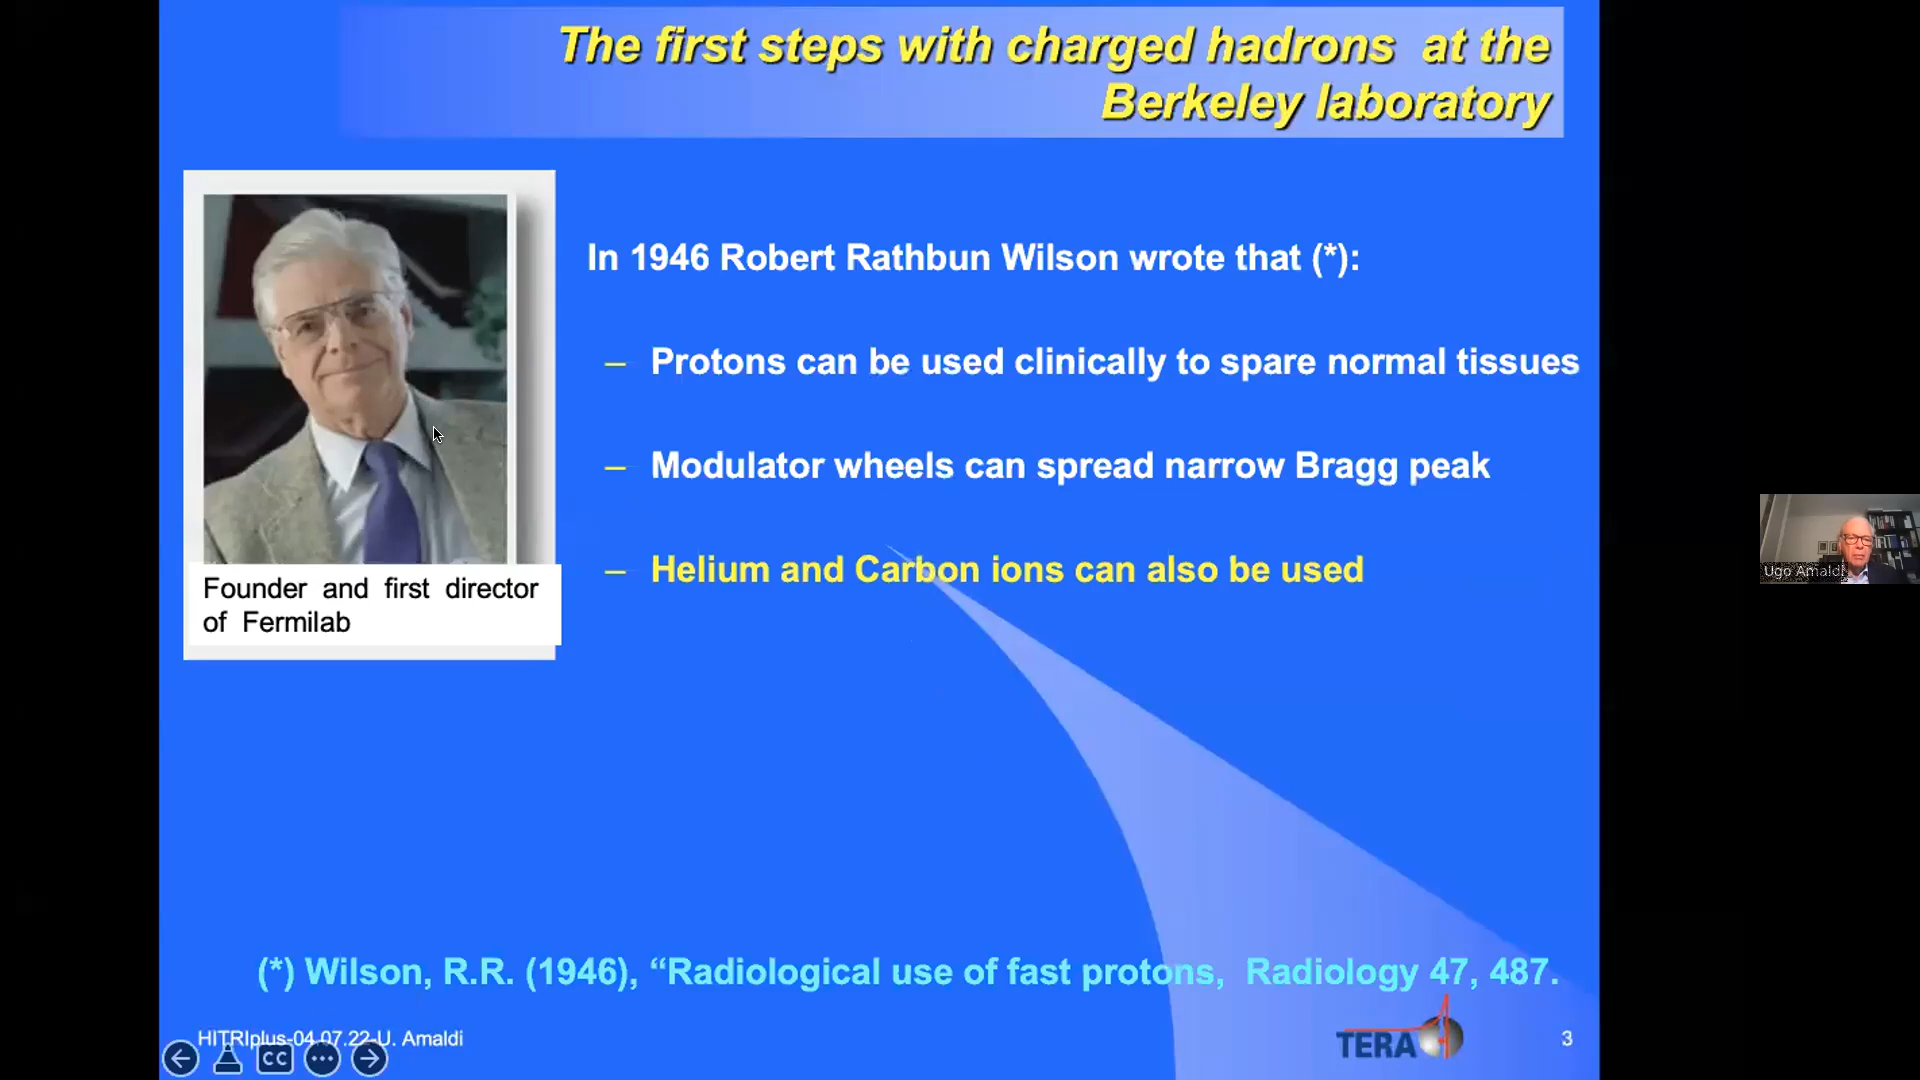 The first steps with charged hadrons at the
Berkeley laboratory
In 1946 Robert Rathbun Wilson wrote that (*):
– Protons can be used clinically to spare normal tissues
– Modulator wheels can spread narrow Bragg peak
– Helium and Carbon ions can also be used
Founder and first director
of Fermilab
Ugo Amaldi
(*) Wilson, R.R. (1946), “Radiological use of fast protons, Radiology 47, 487.
HITRIplus-04.07.22-U. Amaldi
CC
TERA
3